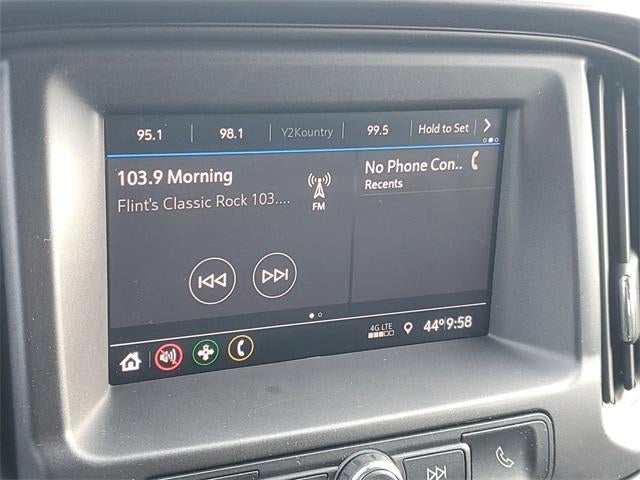 95.1 98.1 Y2Kountry 99.5 Hold to Set
103.9 Morning
Flint's Classic Rock 103....
FM
No Phone Con..
Recents
4G LTE
44° 9:58